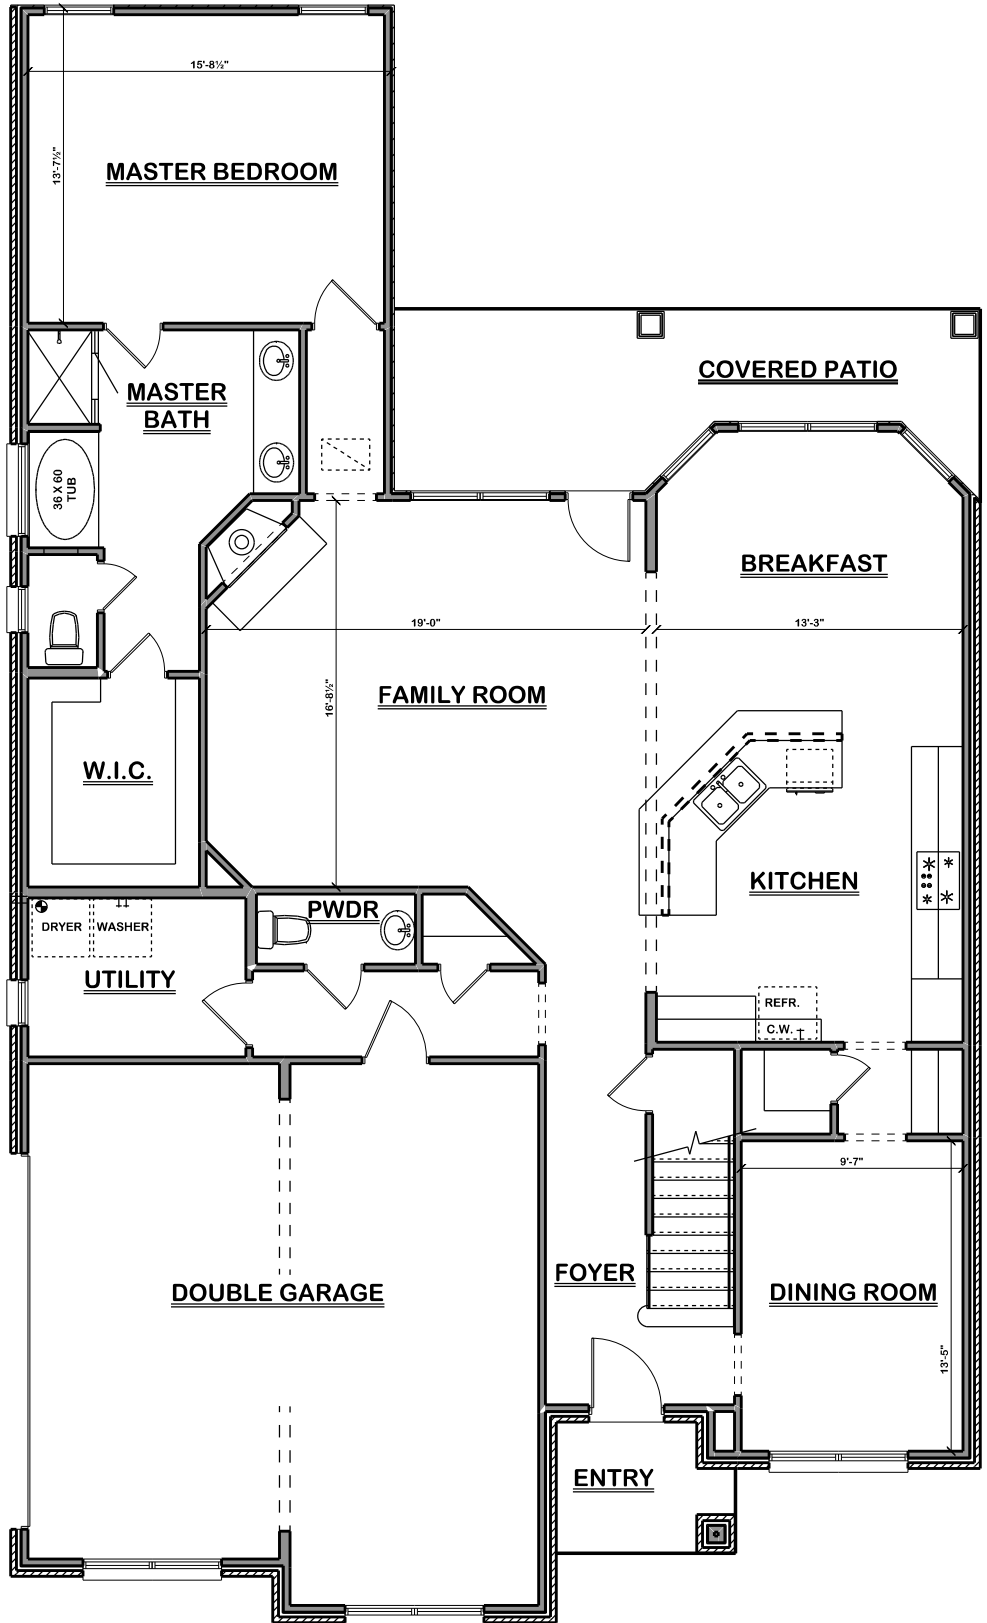 15'-8½"
13'-7½"
MASTER BEDROOM
COVERED PATIO
MASTER
BATH
36 X 60
TUB
BREAKFAST
19'-0"
13'-3"
16'-8½"
FAMILY ROOM
W.I.C.
KITCHEN
PWDR
DRYER
WASHER
UTILITY
REFR.
C.W.
9'-7"
FOYER
DOUBLE GARAGE
DINING ROOM
13'-5"
ENTRY